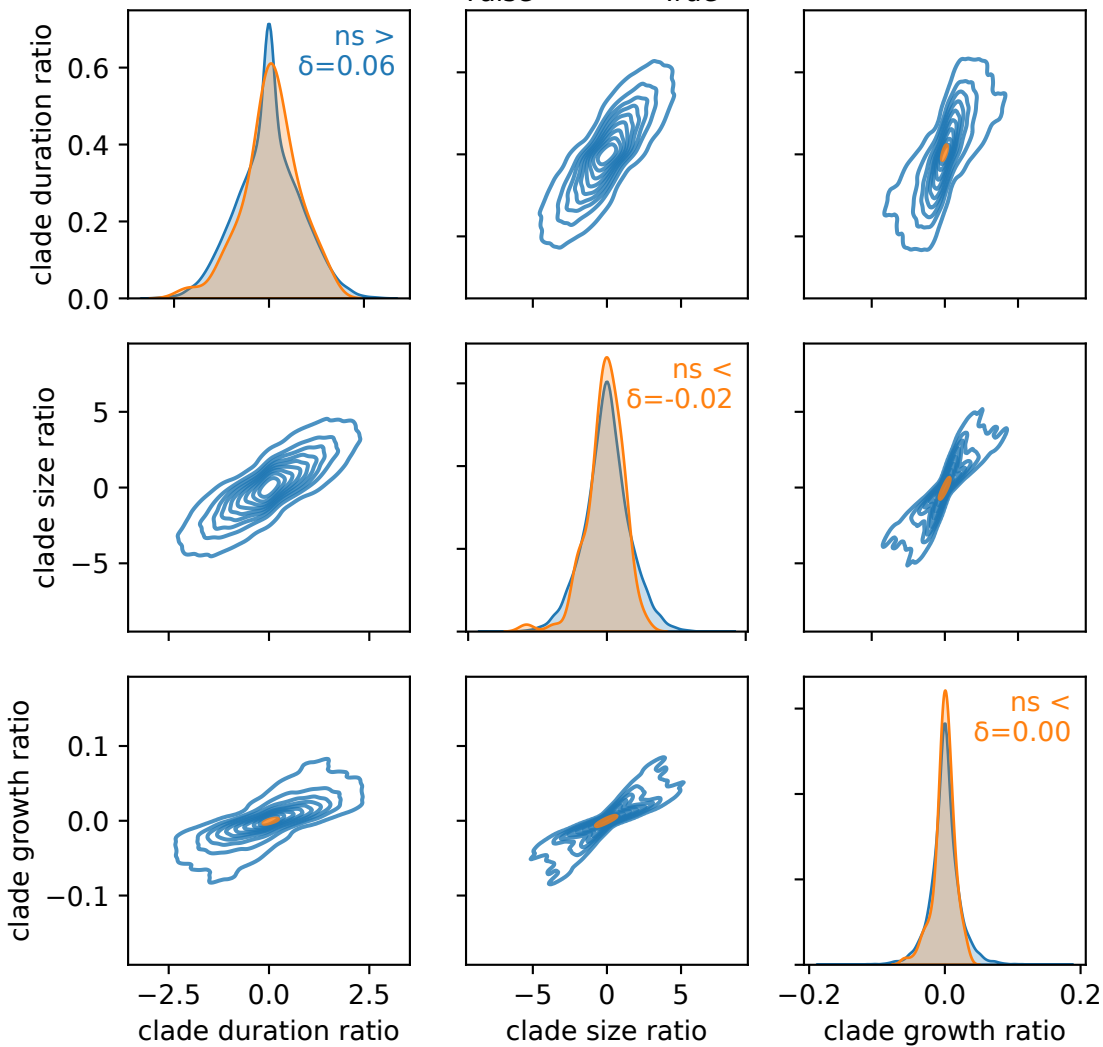 ns >
δ=0.06
clade duration ratio
0.6
0.4
0.2
0.0
ns <
δ=-0.02
clade size ratio
5
0
−5
ns <
δ=0.00
clade growth ratio
0.1
0.0
−0.1
−2.5 0.0 2.5
−5 0 5
−0.2 0.0 0.2
clade duration ratio
clade size ratio
clade growth ratio